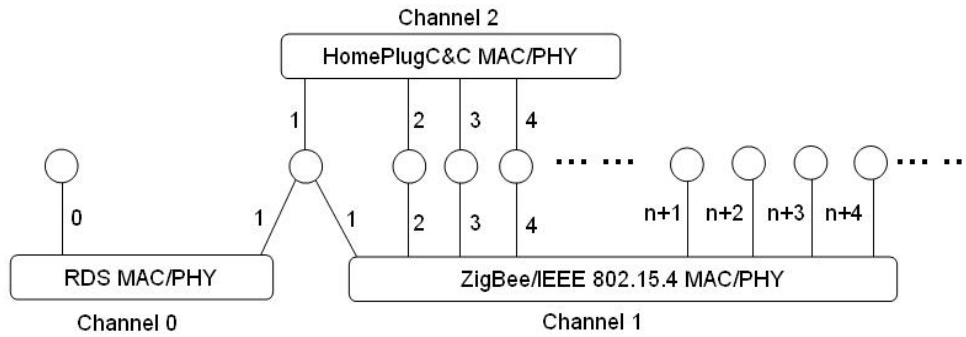 Channel 2
HomePlugC&C MAC/PHY
1 2 3 4
... ... ... ..
0 1 1 2 3 4 n+1 n+2 n+3 n+4
RDS MAC/PHY ZigBee/IEEE 802.15.4 MAC/PHY
Channel 0 Channel 1